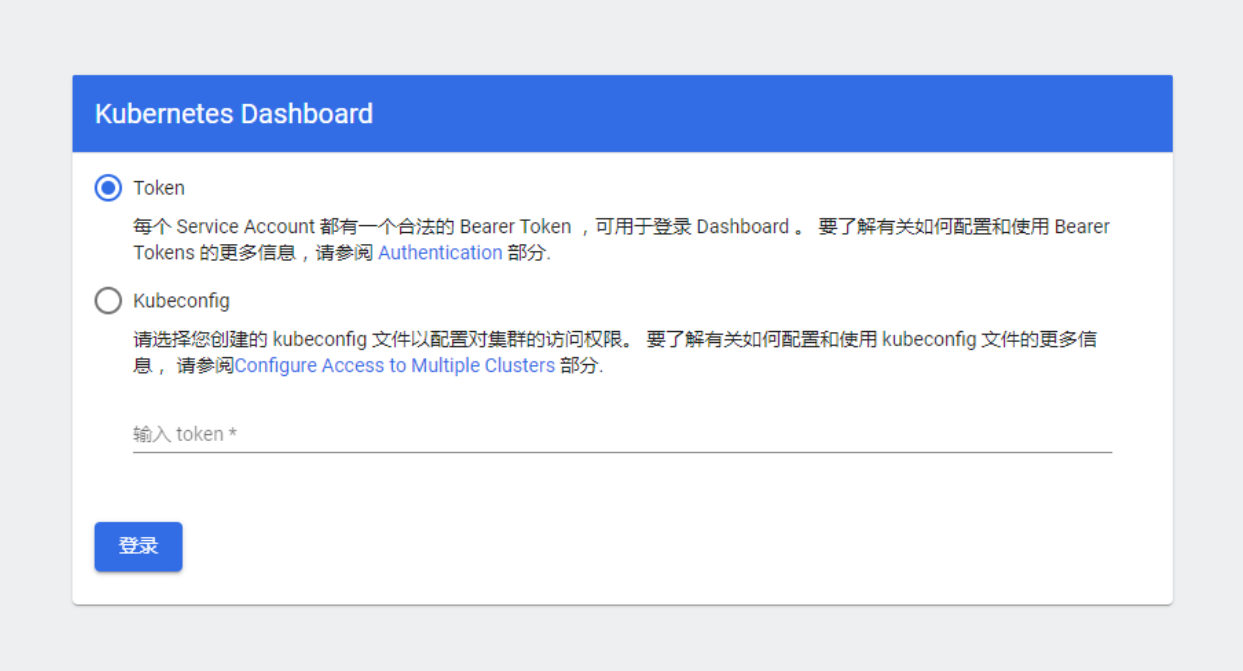 Kubernetes Dashboard
Token
每个 Service Account 都有一个合法的 Bearer Token ，可用于登录 Dashboard 。 要了解有关如何配置和使用 Bearer
Tokens 的更多信息，请参阅 Authentication 部分.
Kubeconfig
请选择您创建的 kubeconfig 文件以配置对集群的访问权限。 要了解有关如何配置和使用 kubeconfig 文件的更多信
息， 请参阅Configure Access to Multiple Clusters 部分.
输入 token *
登录